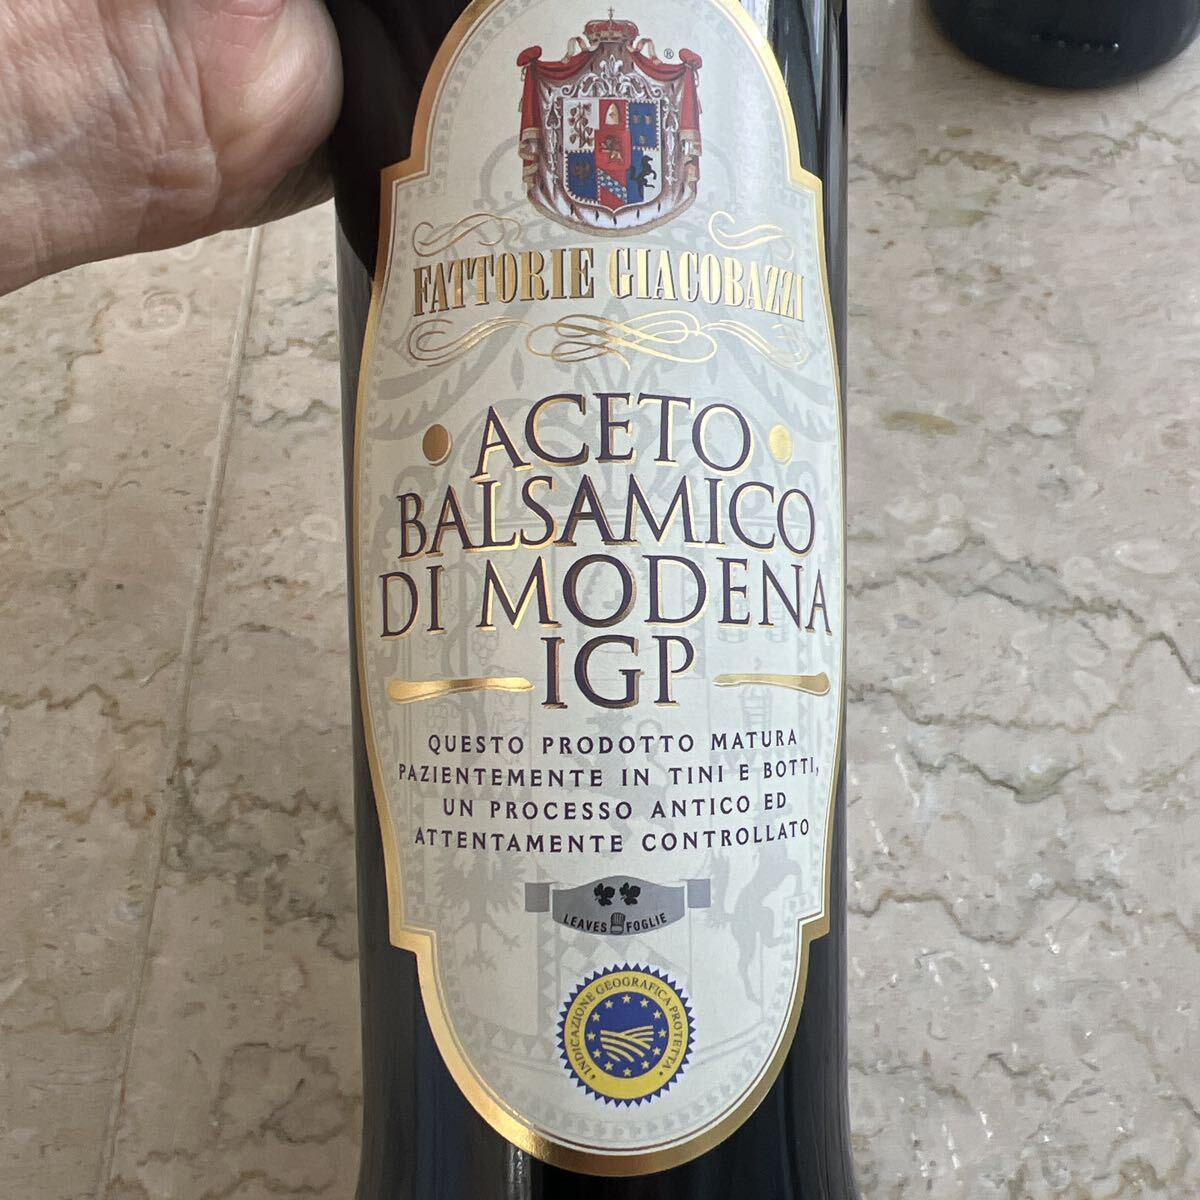 ®
FATTORIE GIACOBAZZI
ACETO
BALSAMICO
DI MODENA
IGP
QUESTO PRODOTTO MATURA
PAZIENTEMENTE IN TINI E BOTTI,
UN PROCESSO ANTICO ED
ATTENTAMENTE CONTROLLATO
LEAVES FOGLIE
INDICAZIONE GEOGRAFICA PROTETTA